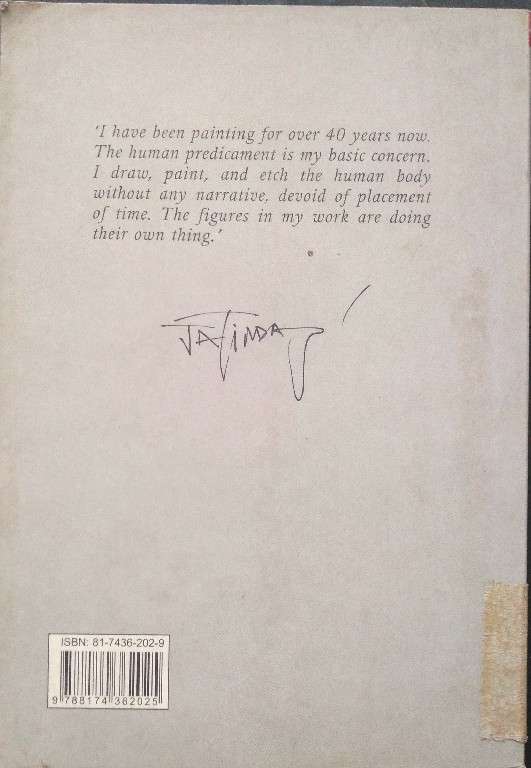 'I have been painting for over 40 years now.
The human predicament is my basic concern.
I draw, paint, and etch the human body
without any narrative, devoid of placement
of time. The figures in my work are doing
their own thing.'
ISBN: 81-7436-202-9
9 788174 362025